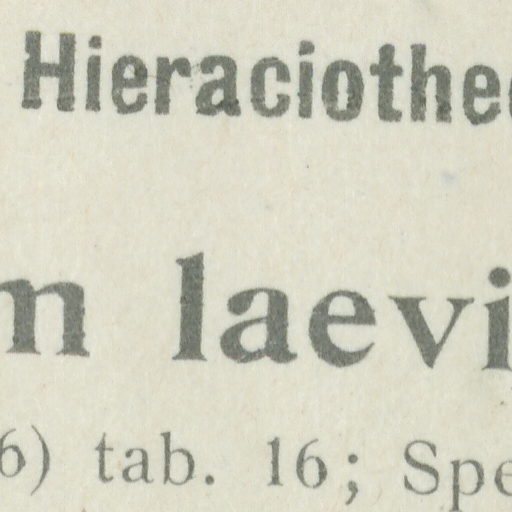 Hieraciothe
m laevi
6) tab. 16; Spe